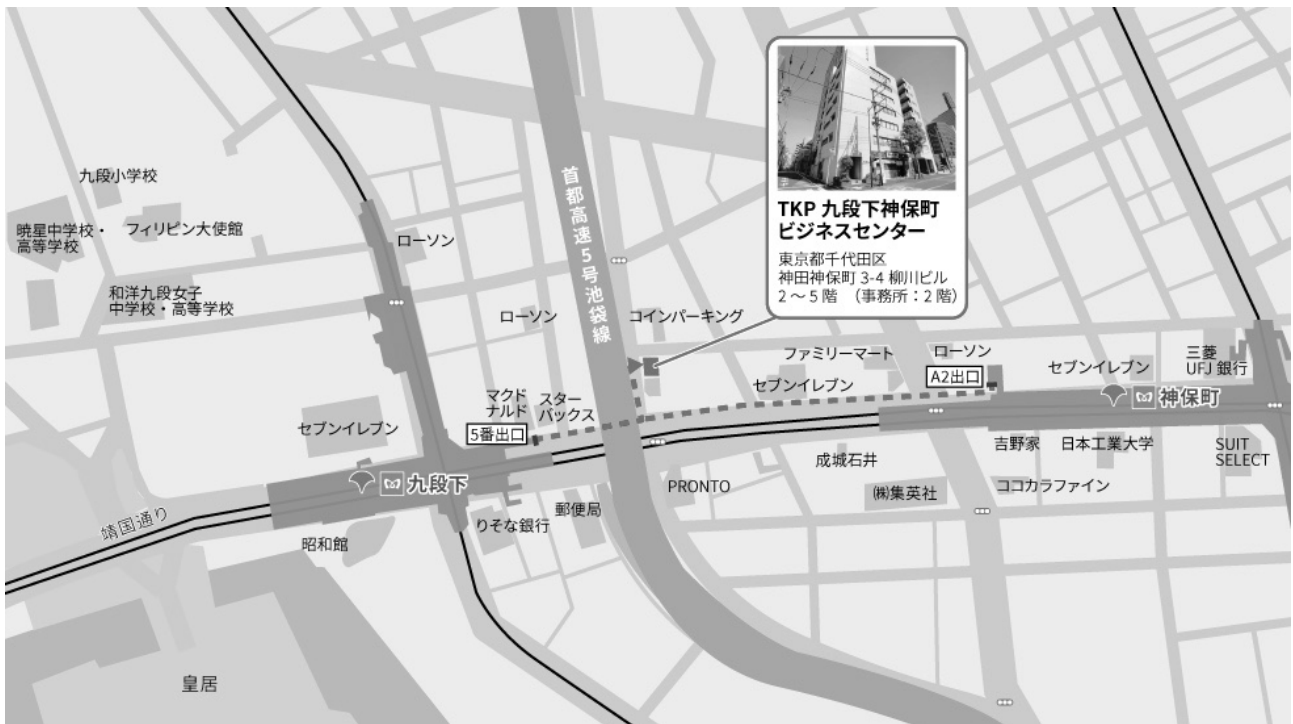 TKP 九段下神保町
ビジネスセンター
東京都千代田区
神田神保町 3-4 柳川ビル
2～5階 （事務所：2階）
九段小学校
暁星中学校・
高等学校
フィリピン大使館
和洋九段女子
中学校・高等学校
ローソン
首都高速5号池袋線
ローソン
コインパーキング
ファミリーマート
ローソン
セブンイレブン
A2出口
セブンイレブン
三菱
UFJ 銀行
神保町
マクド
ナルド
スター
バックス
5番出口
セブンイレブン
九段下
成城石井
吉野家
日本工業大学
SUIT
SELECT
PRONTO
㈱集英社
ココカラファイン
郵便局
りそな銀行
昭和館
靖国通り
皇居